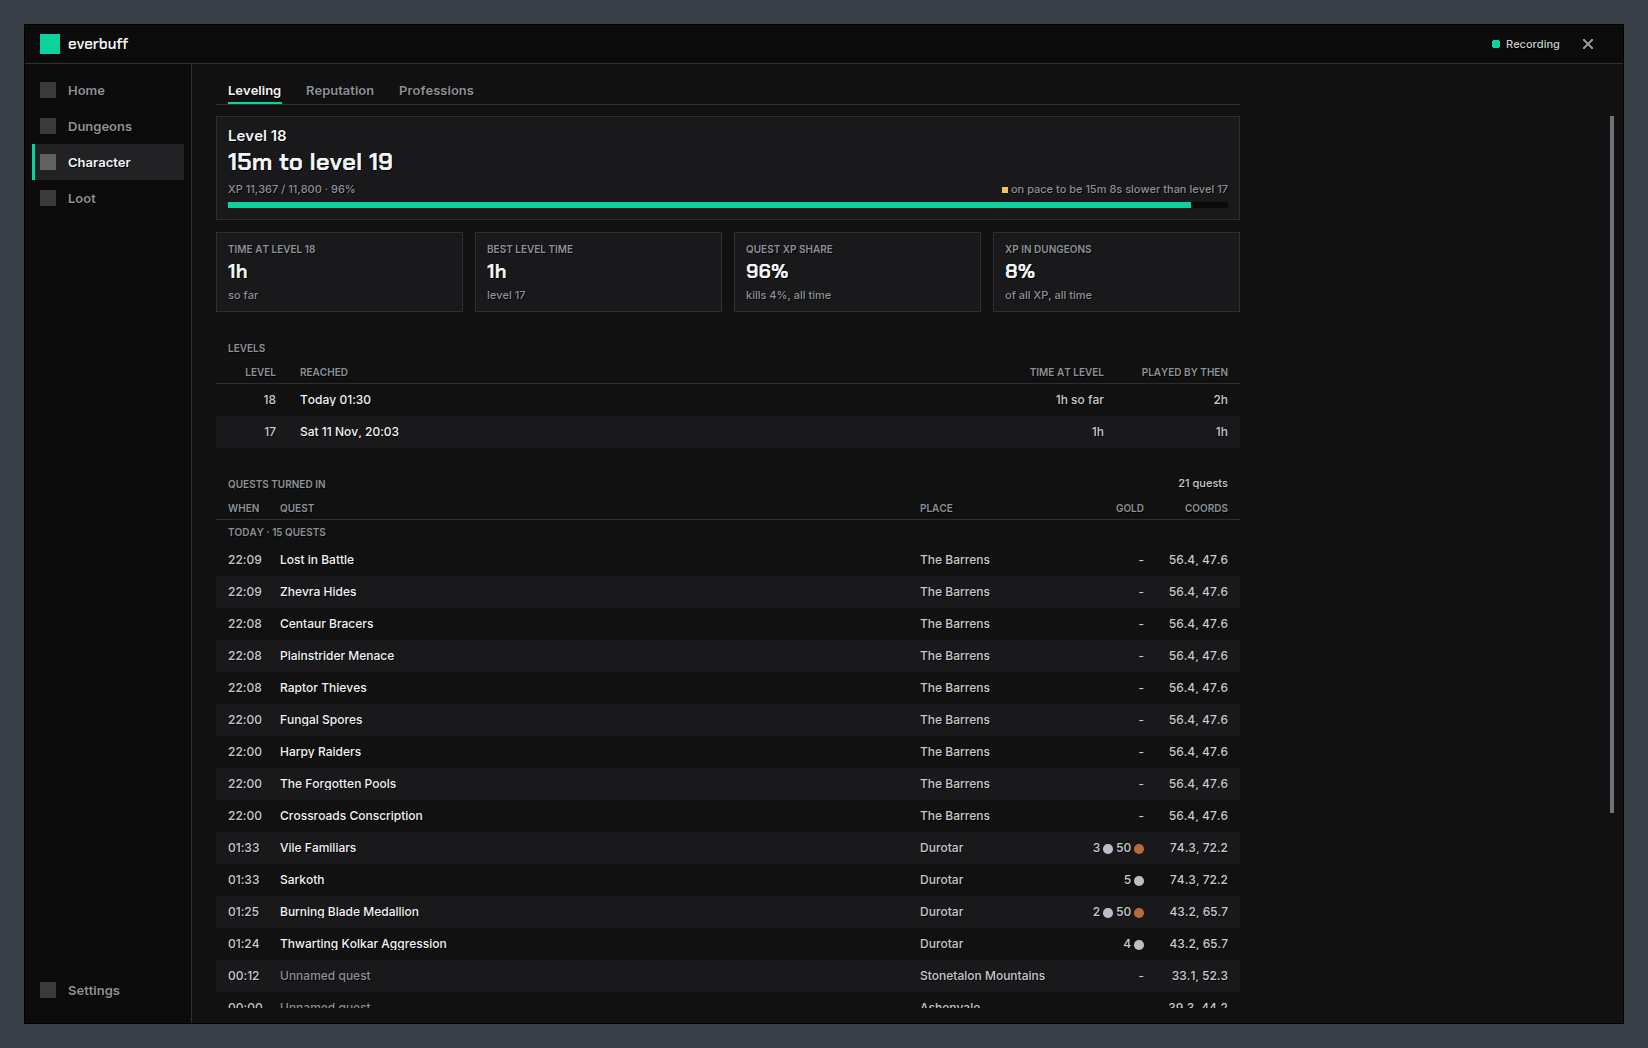 everbuff
Recording
Home
Dungeons
Character
Loot
Settings
Leveling Reputation Professions
Level 18
15m to level 19
XP 11,367 / 11,800 · 96%
on pace to be 15m 8s slower than level 17
TIME AT LEVEL 18
1h
so far
BEST LEVEL TIME
1h
level 17
QUEST XP SHARE
96%
kills 4%, all time
XP IN DUNGEONS
8%
of all XP, all time
LEVELS
LEVEL REACHED TIME AT LEVEL PLAYED BY THEN
18 Today 01:30 1h so far 2h
17 Sat 11 Nov, 20:03 1h 1h
QUESTS TURNED IN 21 quests
WHEN QUEST PLACE GOLD COORDS
TODAY · 15 QUESTS
22:09 Lost in Battle The Barrens - 56.4, 47.6
22:09 Zhevra Hides The Barrens - 56.4, 47.6
22:08 Centaur Bracers The Barrens - 56.4, 47.6
22:08 Plainstrider Menace The Barrens - 56.4, 47.6
22:08 Raptor Thieves The Barrens - 56.4, 47.6
22:00 Fungal Spores The Barrens - 56.4, 47.6
22:00 Harpy Raiders The Barrens - 56.4, 47.6
22:00 The Forgotten Pools The Barrens - 56.4, 47.6
22:00 Crossroads Conscription The Barrens - 56.4, 47.6
01:33 Vile Familiars Durotar 3 50 74.3, 72.2
01:33 Sarkoth Durotar 5 74.3, 72.2
01:25 Burning Blade Medallion Durotar 2 50 43.2, 65.7
01:24 Thwarting Kolkar Aggression Durotar 4 43.2, 65.7
00:12 Unnamed quest Stonetalon Mountains - 33.1, 52.3
00:00 Unnamed quest Ashenvale